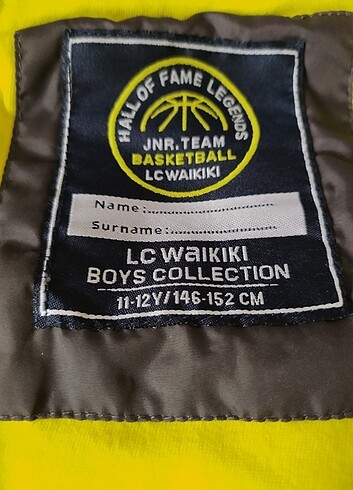 HALL OF FAME LEGENDS
JNR. TEAM
BASKETBALL
LC WAIKIKI
Name:
Surname:
LC WaIKIKI
BOYS COLLECTION
11-12Y/146-152 CM